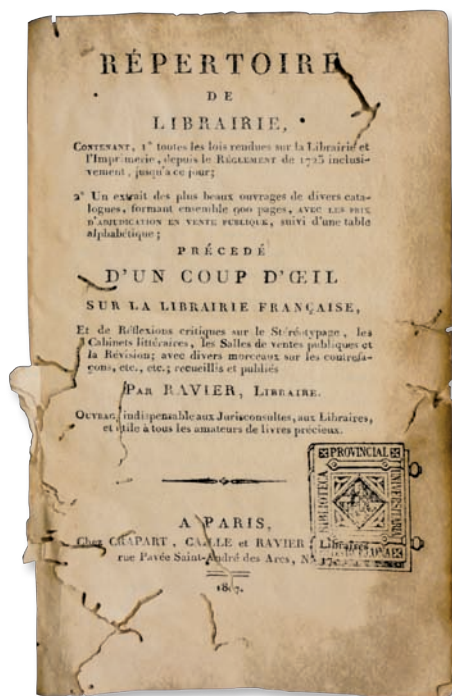 RÉPERTOIRE
DE
LIBRAIRIE,
CONTENANT, 1° toutes les lois rendues sur la Librairie et
l'Imprimerie, depuis le RÉGLEMENT de 1723 inclusi-
vement, jusqu'à ce jour;
2° Un extrait des plus beaux ouvrages de divers cata-
logues, formant ensemble 900 pages, AVEC LES PRIX
D'ADJUDICATION EN VENTE PUBLIQUE, suivi d'une table
alphabétique;
PRÉCEDÉ
D'UN COUP D'ŒIL
SUR LA LIBRAIRIE FRANÇAISE,
Et de Réflexions critiques sur le Stéréotypage, les
Cabinets littéraires, les Salles de ventes publiques et
la Révision; avec divers morceaux sur les contrefa-
çons, etc., etc.; recueillis et publiés
PAR RAVIER, LIBRAIRE.
OUVRAG. indispensable aux Jurisconsultes, aux Libraires,
et utile à tous les amateurs de livres précieux.
A PARIS,
Chez CRAPART, CAILLE et RAVIER, Libraires
rue Pavée Saint-André des Arcs, N°
1807.
BIBLIOTECA
PROVINCIAL